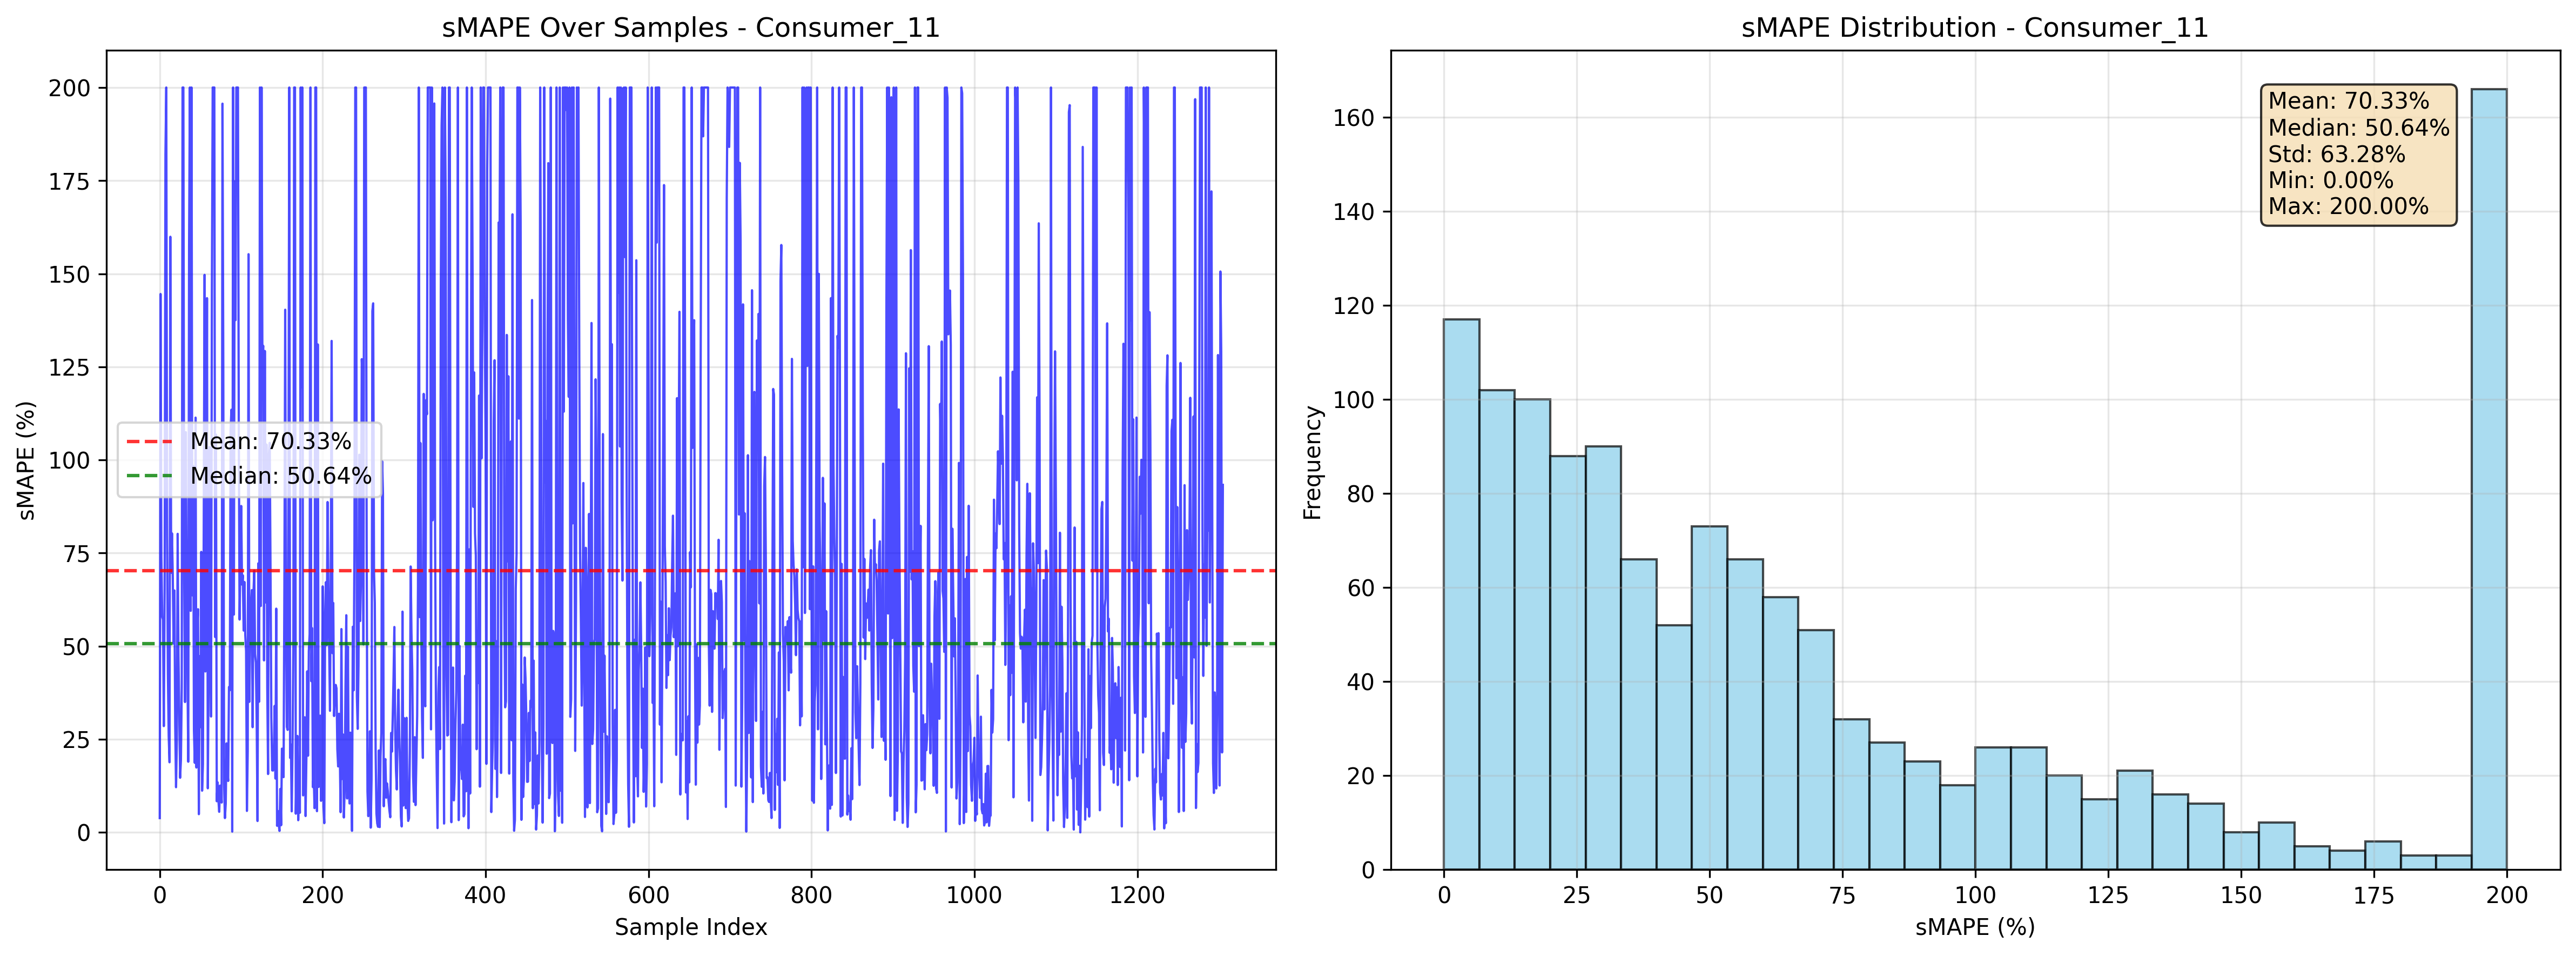 sMAPE Over Samples - Consumer_11
sMAPE (%)
200
175
150
125
100
75
50
25
0
Mean: 70.33%
Median: 50.64%
0
200
400
600
800
1000
1200
Sample Index
sMAPE Distribution - Consumer_11
Frequency
160
140
120
100
80
60
40
20
0
Mean: 70.33%
Median: 50.64%
Std: 63.28%
Min: 0.00%
Max: 200.00%
0
25
50
75
100
125
150
175
200
sMAPE (%)